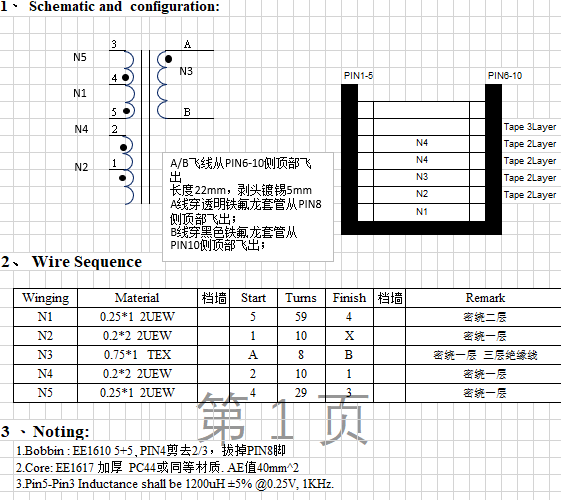 1、 Schematic and configuration:
3
A
N5
N3
4
PIN1-5
PIN6-10
N1
5
B
N4
2
Tape 3Layer
N4
Tape 2Layer
N2
1
N4
Tape 2Layer
N3
Tape 2Layer
N2
Tape 2Layer
N1
A/B飞线从PIN6-10侧顶部飞
出
长度22mm，剥头镀锡5mm
A线穿透明铁氟龙套管从PIN8
侧顶部飞出；
B线穿黑色铁氟龙套管从
PIN10侧顶部飞出；
2、 Wire Sequence
Winging Material 档墙 Start Turns Finish 档墙 Remark
N1 0.25*1 2UEW 5 59 4 密绕二层
N2 0.2*2 2UEW 1 10 X 密绕一层
N3 0.75*1 TEX A 8 B 密绕一层 三层绝缘线
N4 0.2*2 2UEW 2 10 1 密绕一层
N5 0.25*1 2UEW 4 29 3 密绕一层
第 1 页
3 、Noting:
1.Bobbin : EE1610 5+5, PIN4剪去2/3，拔掉PIN8脚
2.Core: EE1617 加厚 PC44或同等材质. AE值40mm^2
3.Pin5-Pin3 Inductance shall be 1200uH ±5% @0.25V, 1KHz.